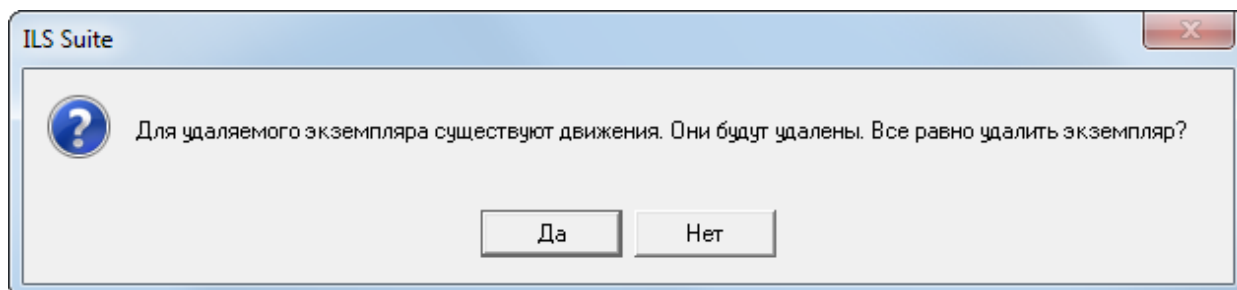 ILS Suite
Для удаляемого экземпляра существуют движения. Они будут удалены. Все равно удалить экземпляр?
Да Нет